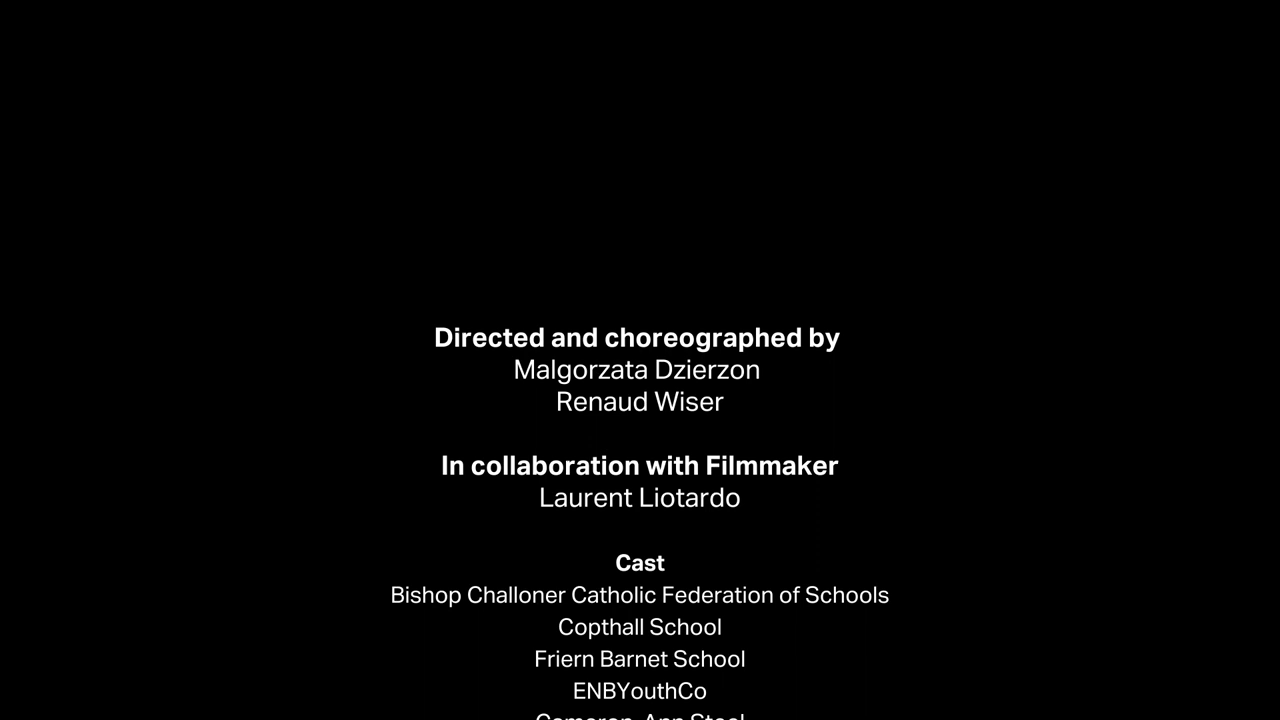 Directed and choreographed by
Malgorzata Dzierzon
Renaud Wiser
In collaboration with Filmmaker
Laurent Liotardo
Cast
Bishop Challoner Catholic Federation of Schools
Copthall School
Friern Barnet School
ENBYouthCo